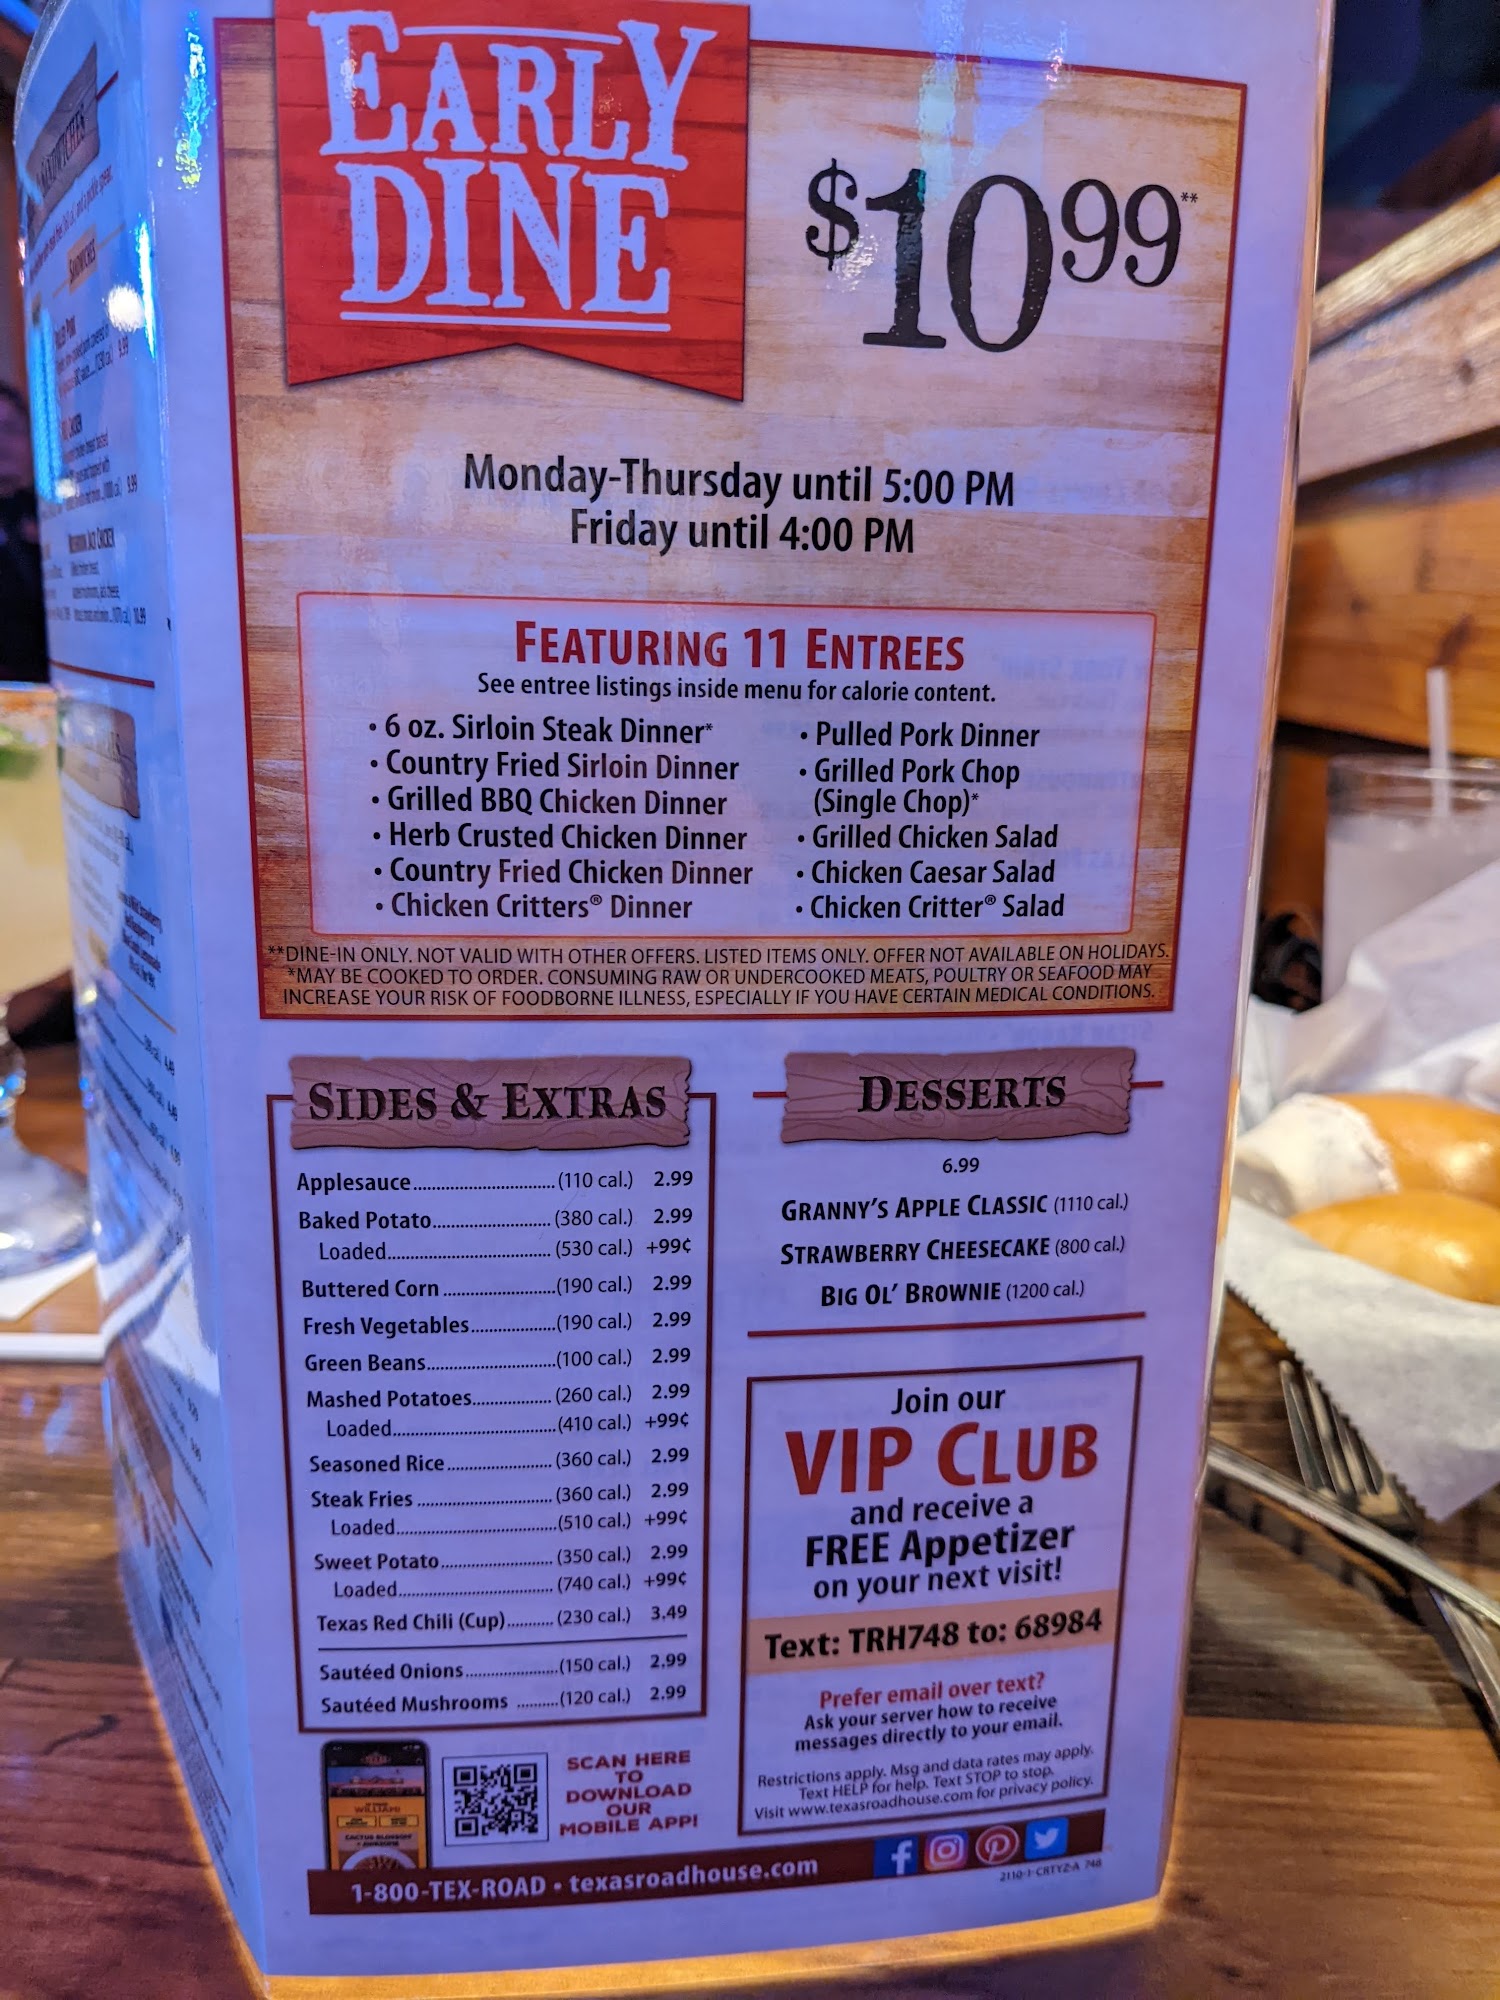 EARLY
DINE
$10.99**
Monday-Thursday until 5:00 PM
Friday until 4:00 PM
FEATURING 11 ENTREES
See entree listings inside menu for calorie content.
• 6 oz. Sirloin Steak Dinner*
• Country Fried Sirloin Dinner
• Grilled BBQ Chicken Dinner
• Herb Crusted Chicken Dinner
• Country Fried Chicken Dinner
• Chicken Critters® Dinner
• Pulled Pork Dinner
• Grilled Pork Chop
(Single Chop)*
• Grilled Chicken Salad
• Chicken Caesar Salad
• Chicken Critter® Salad
**DINE-IN ONLY. NOT VALID WITH OTHER OFFERS. LISTED ITEMS ONLY. OFFER NOT AVAILABLE ON HOLIDAYS.
*MAY BE COOKED TO ORDER. CONSUMING RAW OR UNDERCOOKED MEATS, POULTRY OR SEAFOOD MAY
INCREASE YOUR RISK OF FOODBORNE ILLNESS, ESPECIALLY IF YOU HAVE CERTAIN MEDICAL CONDITIONS.
SIDES & EXTRAS
Applesauce (110 cal.) 2.99
Baked Potato (380 cal.) 2.99
Loaded (530 cal.) +99¢
Buttered Corn (190 cal.) 2.99
Fresh Vegetables (190 cal.) 2.99
Green Beans (100 cal.) 2.99
Mashed Potatoes (260 cal.) 2.99
Loaded (410 cal.) +99¢
Seasoned Rice (360 cal.) 2.99
Steak Fries (360 cal.) 2.99
Loaded (510 cal.) +99¢
Sweet Potato (350 cal.) 2.99
Loaded (740 cal.) +99¢
Texas Red Chili (Cup) (230 cal.) 3.49
Sautéed Onions (150 cal.) 2.99
Sautéed Mushrooms (120 cal.) 2.99
DESSERTS
6.99
GRANNY'S APPLE CLASSIC (1110 cal.)
STRAWBERRY CHEESECAKE (800 cal.)
BIG OL' BROWNIE (1200 cal.)
Join our
VIP CLUB
and receive a
FREE Appetizer
on your next visit!
Text: TRH748 to: 68984
Prefer email over text?
Ask your server how to receive
messages directly to your email.
Restrictions apply. Msg and data rates may apply.
Text HELP for help. Text STOP to stop.
Visit www.texasroadhouse.com for privacy policy.
SCAN HERE
TO
DOWNLOAD
OUR
MOBILE APP!
1-800-TEX-ROAD • texasroadhouse.com
2110-1-CRTYZ-A 748
SANDWICHES